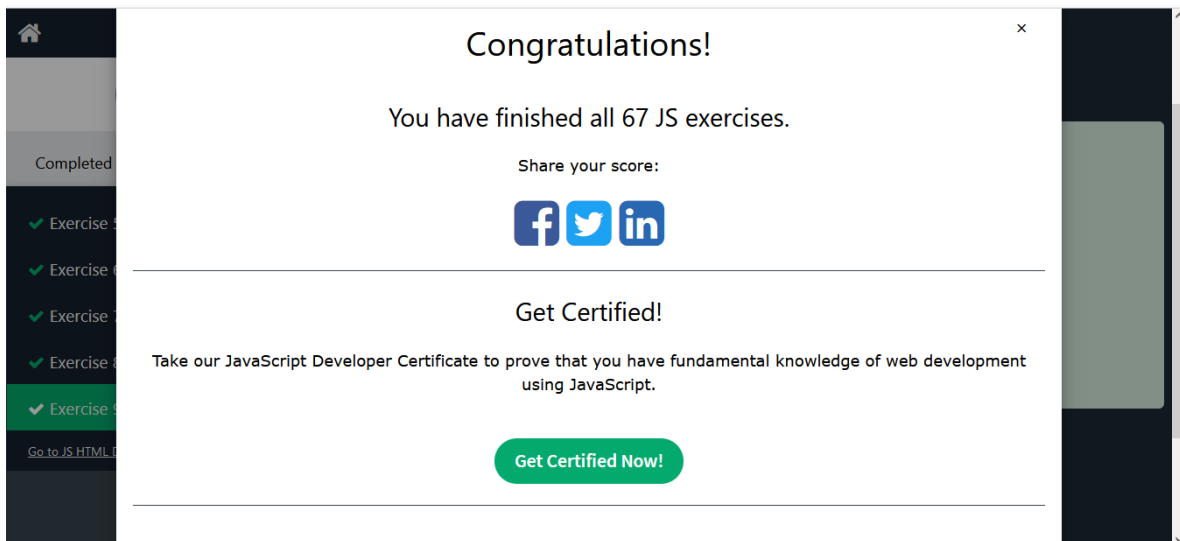 Congratulations!
×
You have finished all 67 JS exercises.
Share your score:
Get Certified!
Take our JavaScript Developer Certificate to prove that you have fundamental knowledge of web development
using JavaScript.
Get Certified Now!
Completed
Exercise
Exercise
Exercise
Exercise
Exercise
Go to JS HTML